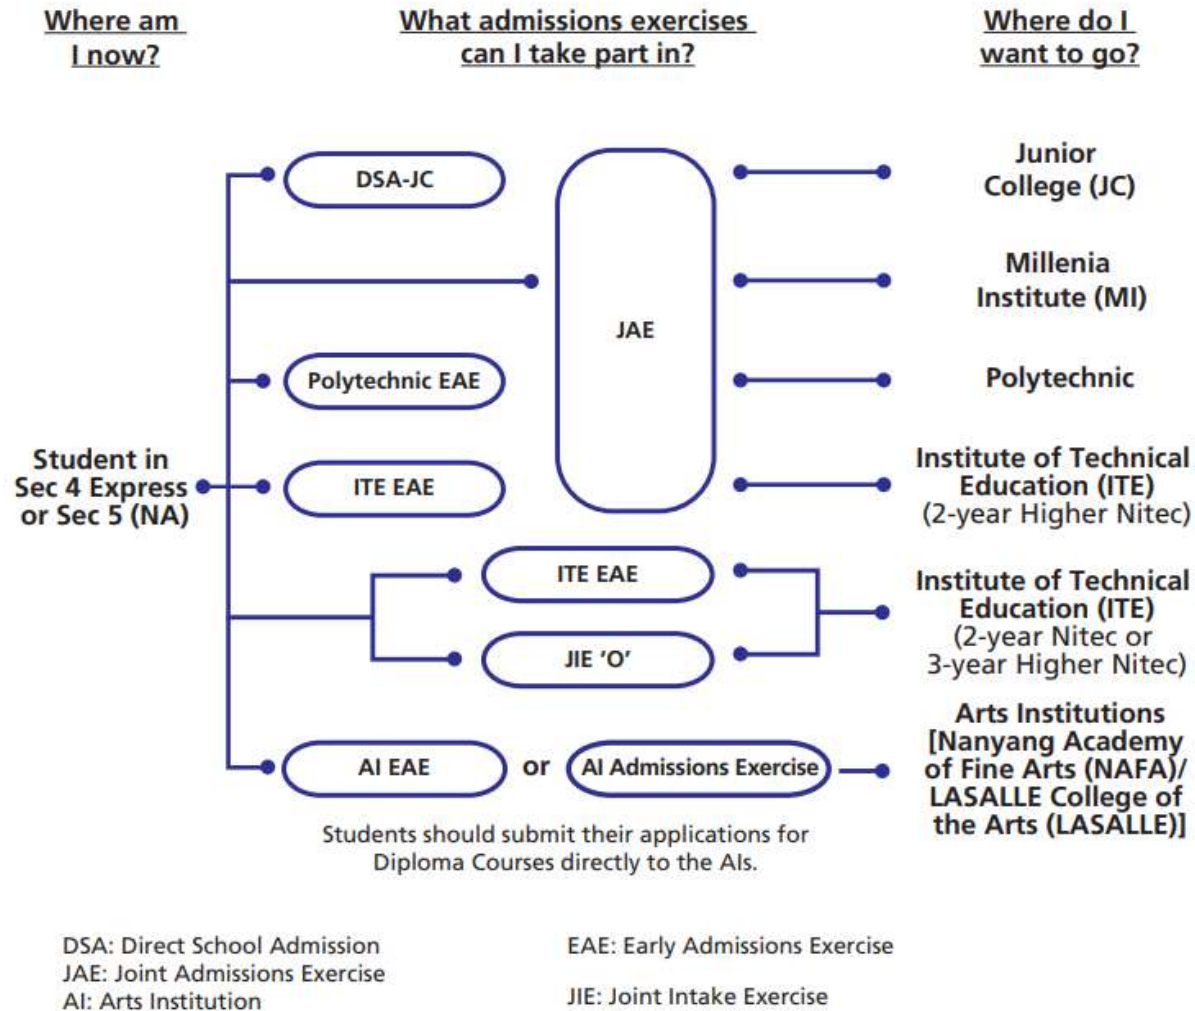 Where am
I now?
What admissions exercises
can I take part in?
Where do I
want to go?
DSA-JC
JAE
Junior
College (JC)
Millenia
Institute (MI)
Polytechnic EAE
Polytechnic
Student in
Sec 4 Express
or Sec 5 (NA)
ITE EAE
Institute of Technical
Education (ITE)
(2-year Higher Nitec)
ITE EAE
JIE ’O’
Institute of Technical
Education (ITE)
(2-year Nitec or
3-year Higher Nitec)
AI EAE
or
AI Admissions Exercise
Arts Institutions
[Nanyang Academy
of Fine Arts (NAFA)/
LASALLE College of
the Arts (LASALLE)]
Students should submit their applications for
Diploma Courses directly to the AIs.
DSA: Direct School Admission
JAE: Joint Admissions Exercise
AI: Arts Institution
EAE: Early Admissions Exercise
JIE: Joint Intake Exercise